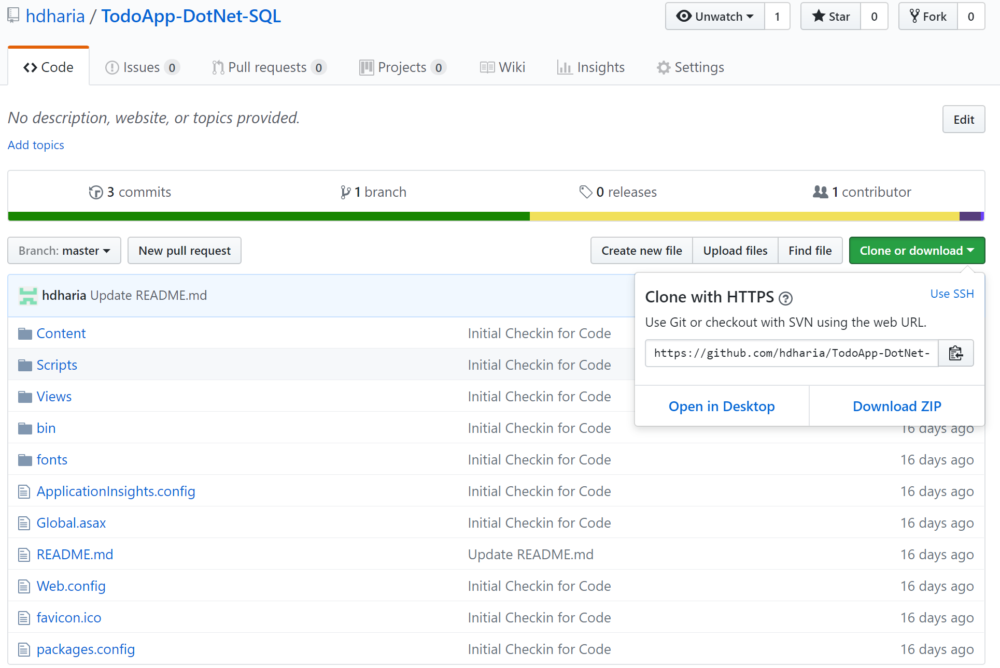 hdharia / TodoApp-DotNet-SQL
Unwatch 1 Star 0 Fork 0
Code Issues 0 Pull requests 0 Projects 0 Wiki Insights Settings
No description, website, or topics provided.
Edit
Add topics
3 commits 1 branch 0 releases 1 contributor
Branch: master New pull request Create new file Upload files Find file Clone or download
hdharia Update README.md
Clone with HTTPS ?
Use SSH
Use Git or checkout with SVN using the web URL.
https://github.com/hdharia/TodoApp-DotNet-
Open in Desktop Download ZIP
Content Initial Checkin for Code
Scripts Initial Checkin for Code
Views Initial Checkin for Code
bin Initial Checkin for Code 16 days ago
fonts Initial Checkin for Code 16 days ago
ApplicationInsights.config Initial Checkin for Code 16 days ago
Global.asax Initial Checkin for Code 16 days ago
README.md Update README.md 16 days ago
Web.config Initial Checkin for Code 16 days ago
favicon.ico Initial Checkin for Code 16 days ago
packages.config Initial Checkin for Code 16 days ago